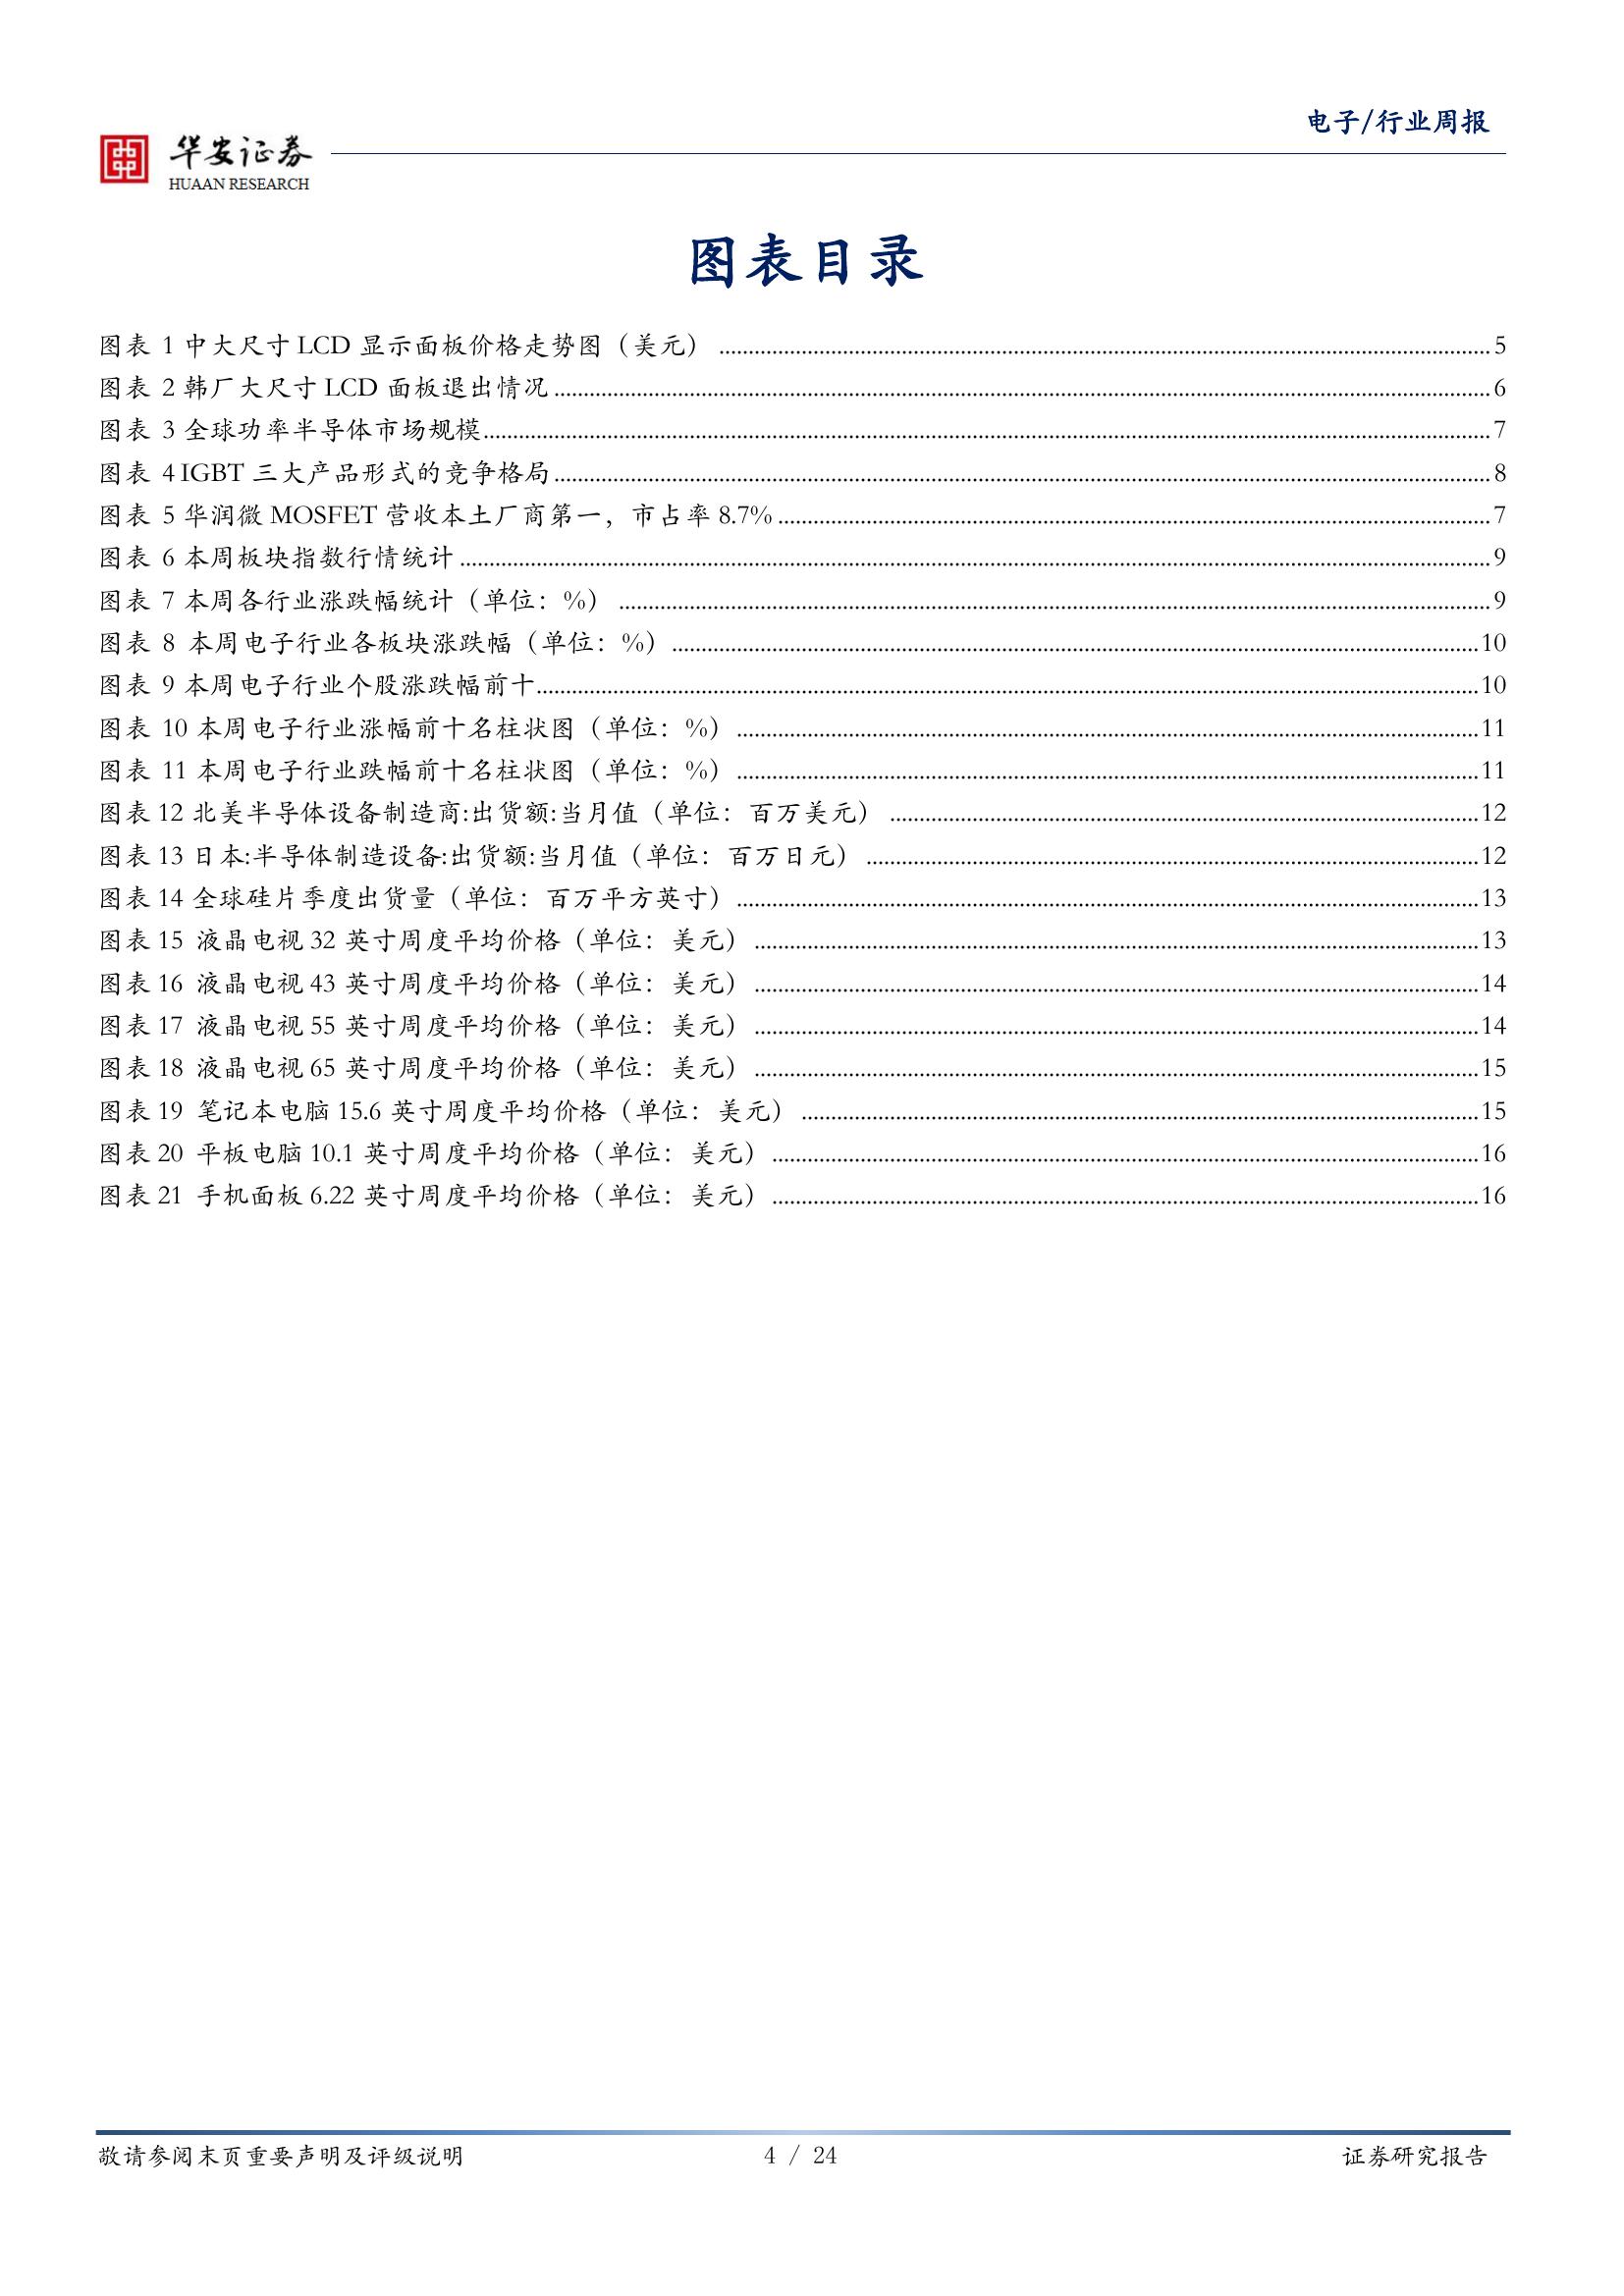 电子/行业周报
华安证券
HUAAN RESEARCH
图表目录
图表 1 中大尺寸 LCD 显示面板价格走势图（美元）5
图表 2 韩厂大尺寸 LCD 面板退出情况6
图表 3 全球功率半导体市场规模7
图表 4 IGBT 三大产品形式的竞争格局8
图表 5 华润微 MOSFET 营收本土厂商第一，市占率 8.7%7
图表 6 本周板块指数行情统计9
图表 7 本周各行业涨跌幅统计（单位：%）9
图表 8 本周电子行业各板块涨跌幅（单位：%）10
图表 9 本周电子行业个股涨跌幅前十10
图表 10 本周电子行业涨幅前十名柱状图（单位：%）11
图表 11 本周电子行业跌幅前十名柱状图（单位：%）11
图表 12 北美半导体设备制造商:出货额:当月值（单位：百万美元）12
图表 13 日本:半导体制造设备:出货额:当月值（单位：百万日元）12
图表 14 全球硅片季度出货量（单位：百万平方英寸）13
图表 15 液晶电视 32 英寸周度平均价格（单位：美元）13
图表 16 液晶电视 43 英寸周度平均价格（单位：美元）14
图表 17 液晶电视 55 英寸周度平均价格（单位：美元）14
图表 18 液晶电视 65 英寸周度平均价格（单位：美元）15
图表 19 笔记本电脑 15.6 英寸周度平均价格（单位：美元）15
图表 20 平板电脑 10.1 英寸周度平均价格（单位：美元）16
图表 21 手机面板 6.22 英寸周度平均价格（单位：美元）16
敬请参阅末页重要声明及评级说明
4 / 24
证券研究报告